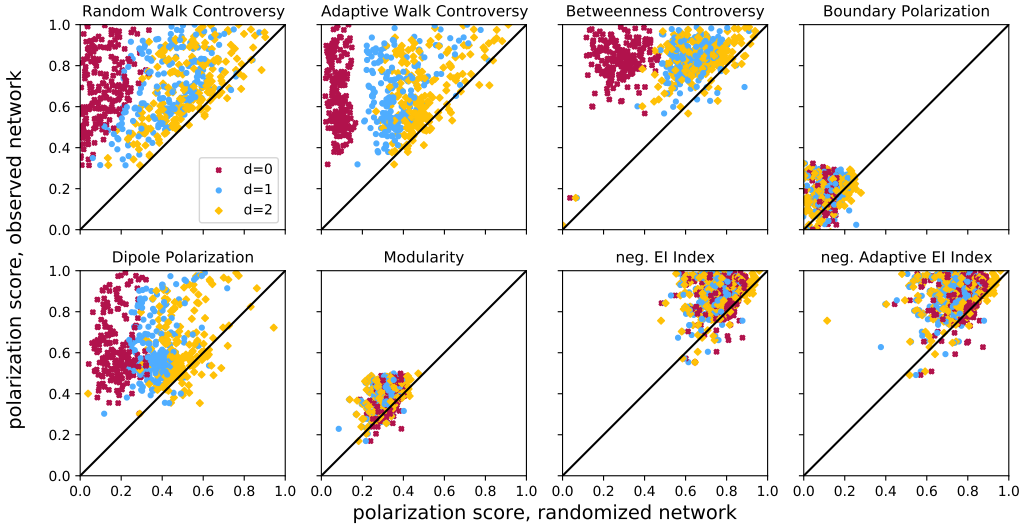 Random Walk Controversy
Adaptive Walk Controversy
Betweenness Controversy
Boundary Polarization
1.0
0.8
0.6
0.4
0.2
0.0
d=0
d=1
d=2
polarization score, observed network
Dipole Polarization
Modularity
neg. EI Index
neg. Adaptive EI Index
1.0
0.8
0.6
0.4
0.2
0.0
0.0 0.2 0.4 0.6 0.8 1.0
0.0 0.2 0.4 0.6 0.8 1.0
0.0 0.2 0.4 0.6 0.8 1.0
0.0 0.2 0.4 0.6 0.8 1.0
polarization score, randomized network